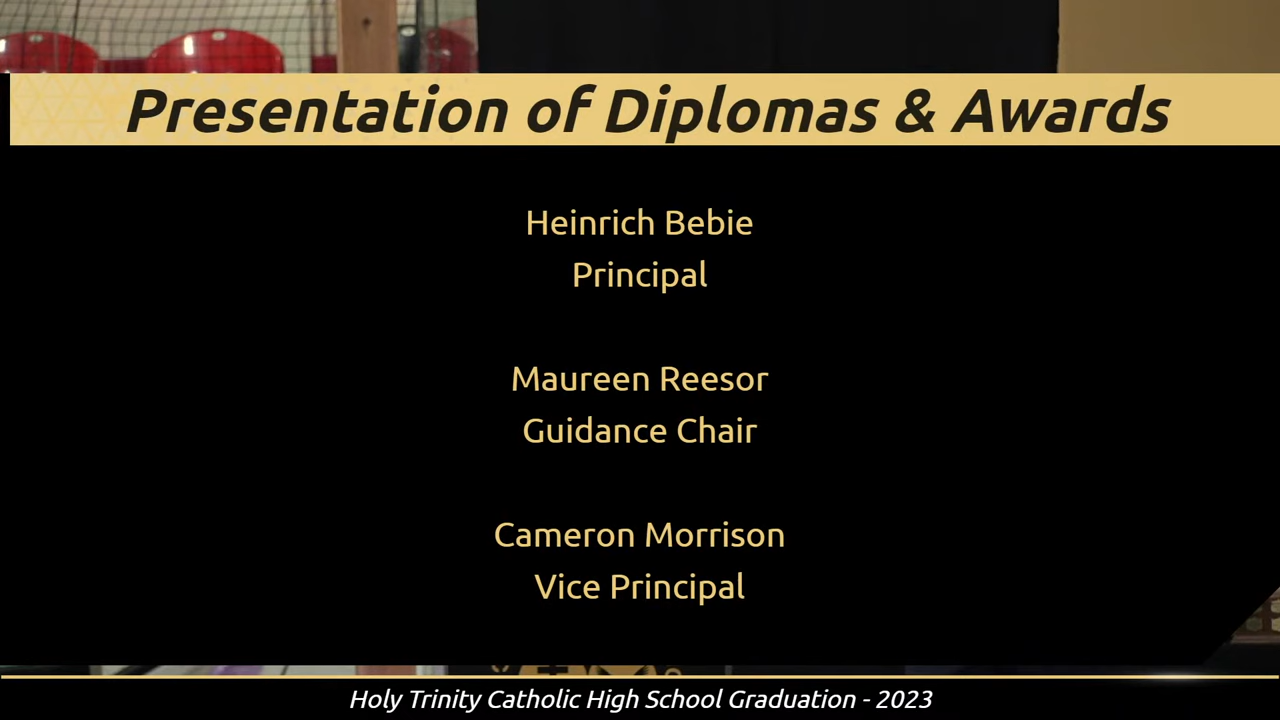 Presentation of Diplomas & Awards
Heinrich Bebie
Principal
Maureen Reesor
Guidance Chair
Cameron Morrison
Vice Principal
Holy Trinity Catholic High School Graduation - 2023